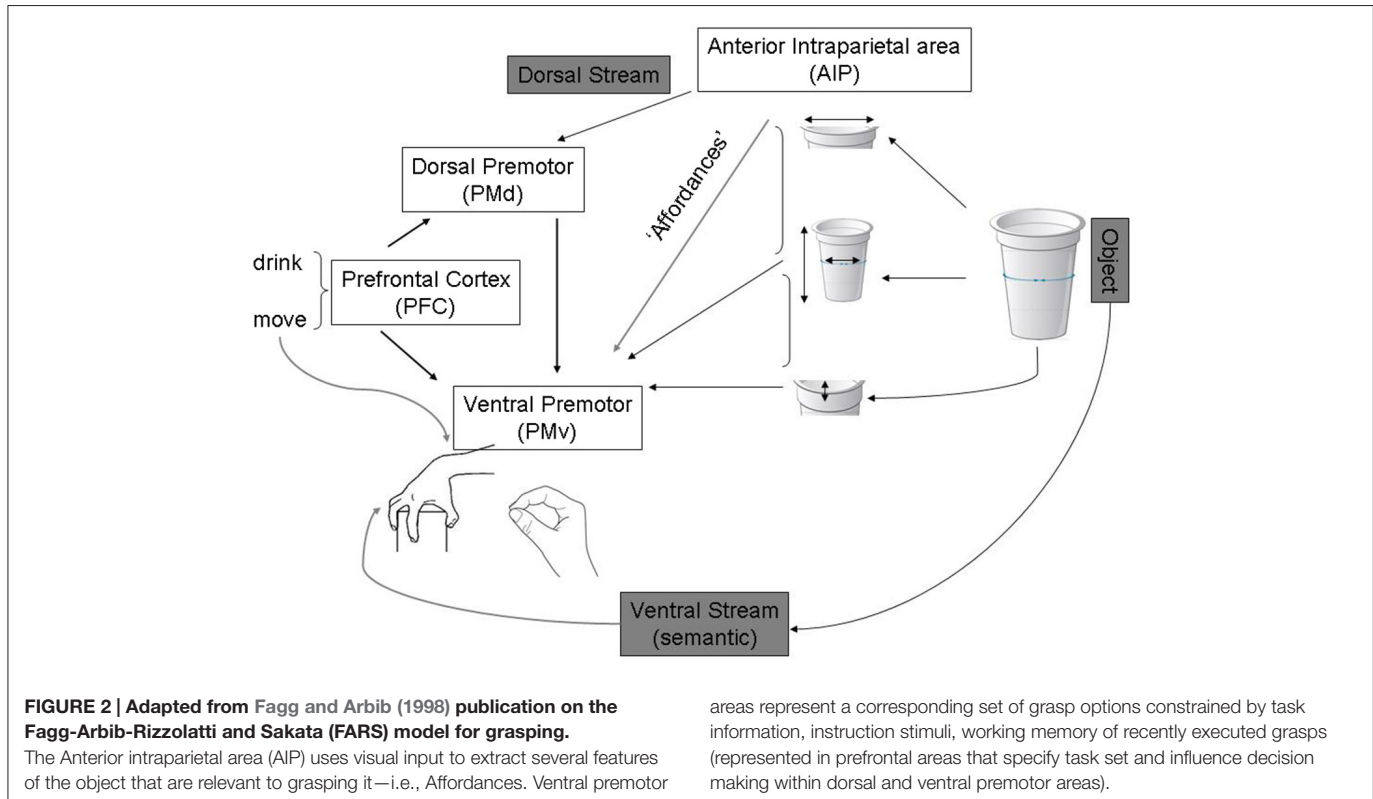 Anterior Intraparietal area
(AIP)
Dorsal Stream
Dorsal Premotor
(PMd)
'Affordances'
Object
drink
move
Prefrontal Cortex
(PFC)
Ventral Premotor
(PMv)
Ventral Stream
(semantic)
FIGURE 2 | Adapted from Fagg and Arbib (1998) publication on the
Fagg-Arbib-Rizzolatti and Sakata (FARS) model for grasping.
The Anterior intraparietal area (AIP) uses visual input to extract several features
of the object that are relevant to grasping it—i.e., Affordances. Ventral premotor
areas represent a corresponding set of grasp options constrained by task
information, instruction stimuli, working memory of recently executed grasps
(represented in prefrontal areas that specify task set and influence decision
making within dorsal and ventral premotor areas).